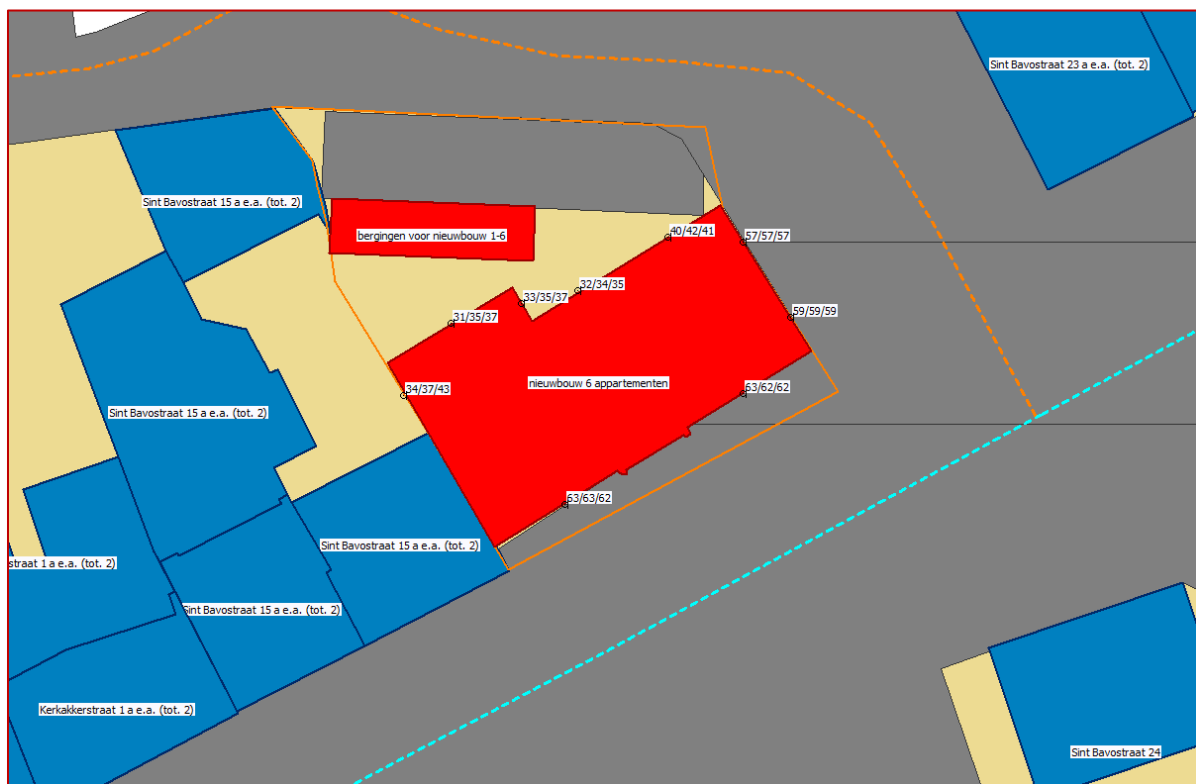 Sint Bavostraat 23 a e.a. (tot. 2)
Sint Bavostraat 15 a e.a. (tot. 2)
bergingen voor nieuwbouw 1-6
40/42/41
57/57/57
32/34/35
33/35/37
31/35/37
59/59/59
34/37/43
nieuwbouw 6 appartementen
63/62/62
Sint Bavostraat 15 a e.a. (tot. 2)
63/63/62
Sint Bavostraat 15 a e.a. (tot. 2)
straat 1 a e.a. (tot. 2)
Sint Bavostraat 15 a e.a. (tot. 2)
Kerkakkerstraat 1 a e.a. (tot. 2)
Sint Bavostraat 24